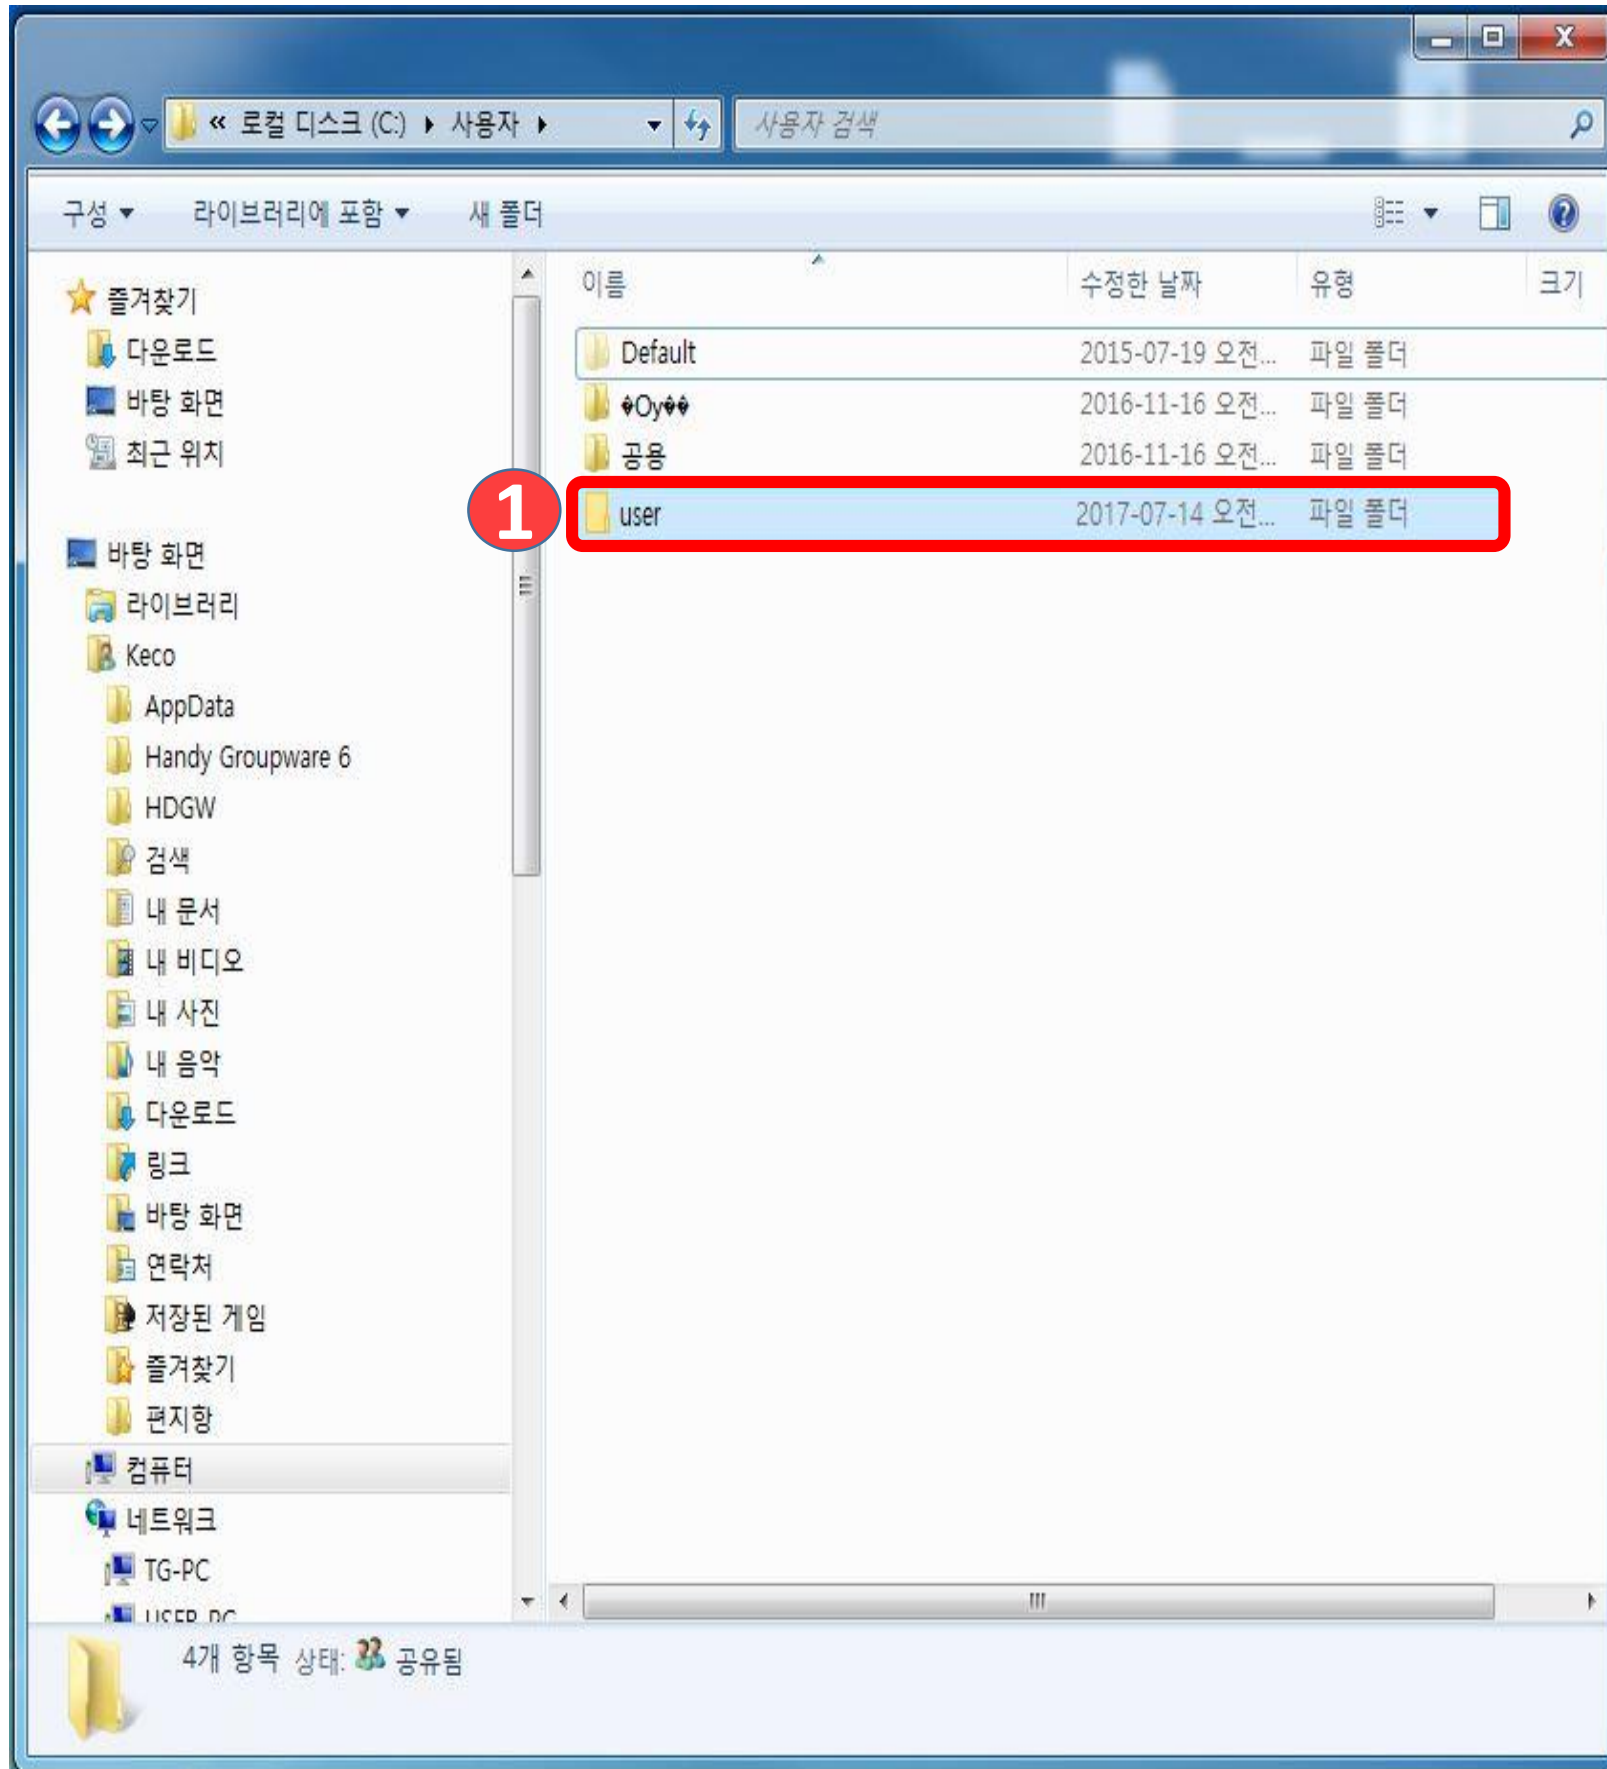 « 로컬 디스크 (C:) ▸ 사용자 ▸
사용자 검색
구성 라이브러리에 포함 새 폴더
이름 수정한 날짜 유형 크기
Default 2015-07-19 오전... 파일 폴더
�Oy�� 2016-11-16 오전... 파일 폴더
공용 2016-11-16 오전... 파일 폴더
1 user 2017-07-14 오전... 파일 폴더
즐겨찾기
다운로드
바탕 화면
최근 위치
바탕 화면
라이브러리
Keco
AppData
Handy Groupware 6
HDGW
검색
내 문서
내 비디오
내 사진
내 음악
다운로드
링크
바탕 화면
연락처
저장된 게임
즐겨찾기
편지함
컴퓨터
네트워크
TG-PC
USER-PC
4개 항목 상태: 공유됨